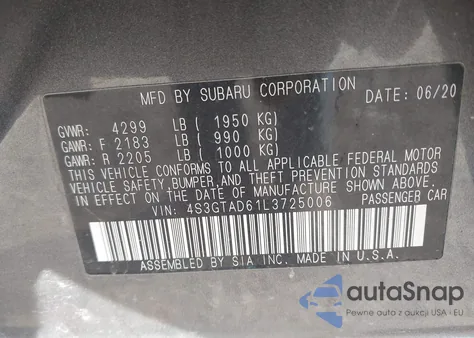 MFD BY SUBARU CORPORATION DATE: 06/20
GVWR: 4299 LB( 1950 KG)
GAWR: F 2183 LB( 990 KG)
GAWR: R 2205 LB( 1000 KG)
THIS VEHICLE CONFORMS TO ALL APPLICABLE FEDERAL MOTOR
VEHICLE SAFETY, BUMPER, AND THEFT PREVENTION STANDARDS
IN EFFECT ON THE DATE OF MANUFACTURE SHOWN ABOVE.
VIN: 4S3GTAD61L3725006 PASSENGER CAR
ASSEMBLED BY SIA INC. MADE IN U.S.A.
autoSnap
Pewne auto z aukcji USA - EU